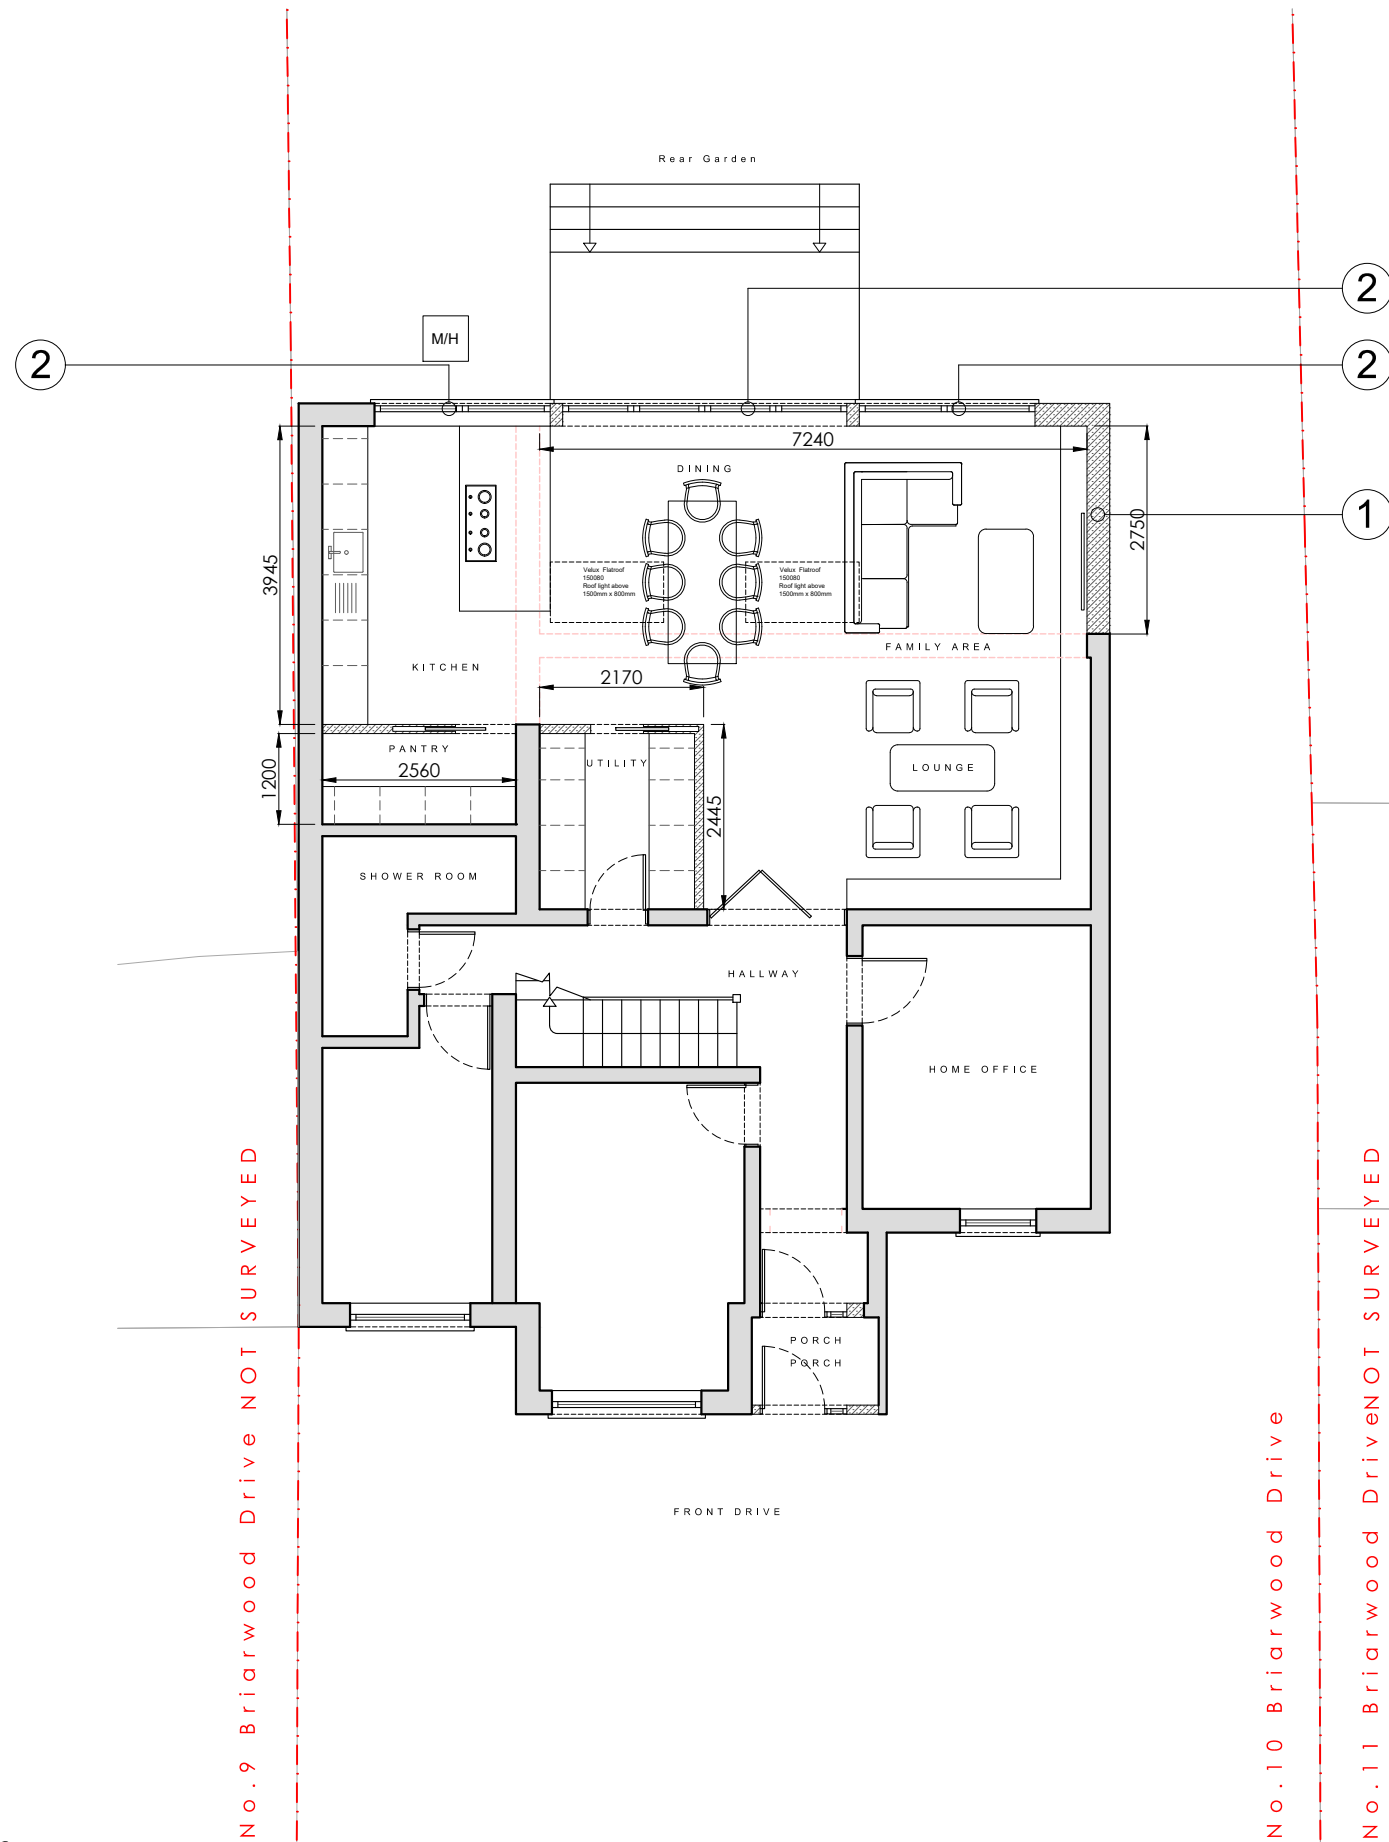 Rear Garden
2
M/H
2
2
7240
DINING
1
2750
3945
Velux Flatroof
150080
Roof light above
1500mm x 800mm
Velux Flatroof
150080
Roof light above
1500mm x 800mm
FAMILY AREA
KITCHEN
2170
PANTRY
2560
UTILITY
LOUNGE
1200
2445
SHOWER ROOM
HALLWAY
HOME OFFICE
PORCH
PORCH
FRONT DRIVE
No.9 Briarwood Drive NOT SURVEYED
No.10 Briarwood Drive
No.11 Briarwood DriveNOT SURVEYED